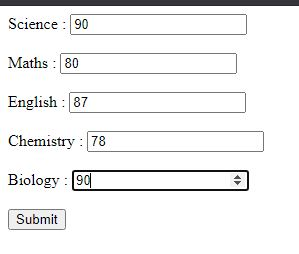 Science : 90
Maths : 80
English : 87
Chemistry : 78
Biology : 90
Submit